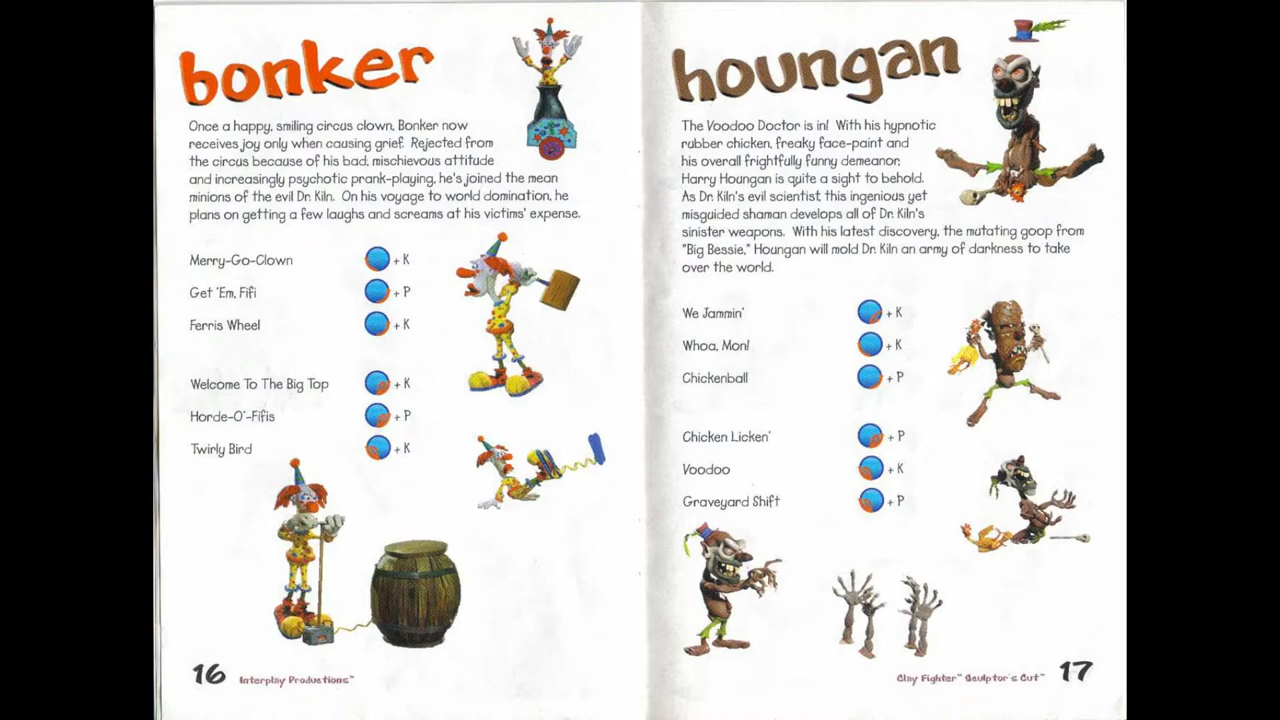 bonker
Once a happy, smiling circus clown, Bonker now
receives joy only when causing grief. Rejected from
the circus because of his bad, mischievous attitude
and increasingly psychotic prank-playing, he's joined the mean
minions of the evil Dr. Kiln. On his voyage to world domination, he
plans on getting a few laughs and screams at his victims' expense.
Merry-Go-Clown + K
Get 'Em, Fifi + P
Ferris Wheel + K
Welcome To The Big Top + K
Horde-O'-Fifis + P
Twirly Bird + K
16 Interplay Productions™
houngan
The Voodoo Doctor is in! With his hypnotic
rubber chicken, freaky face-paint and
his overall frightfully funny demeanor,
Harry Houngan is quite a sight to behold.
As Dr. Kiln's evil scientist, this ingenious yet
misguided shaman develops all of Dr. Kiln's
sinister weapons. With his latest discovery, the mutating goop from
"Big Bessie," Houngan will mold Dr. Kiln an army of darkness to take
over the world.
We Jammin' + K
Whoa, Mon! + K
Chickenball + P
Chicken Licken' + P
Voodoo + K
Graveyard Shift + P
Clay Fighter™ Sculptor's Cut™ 17